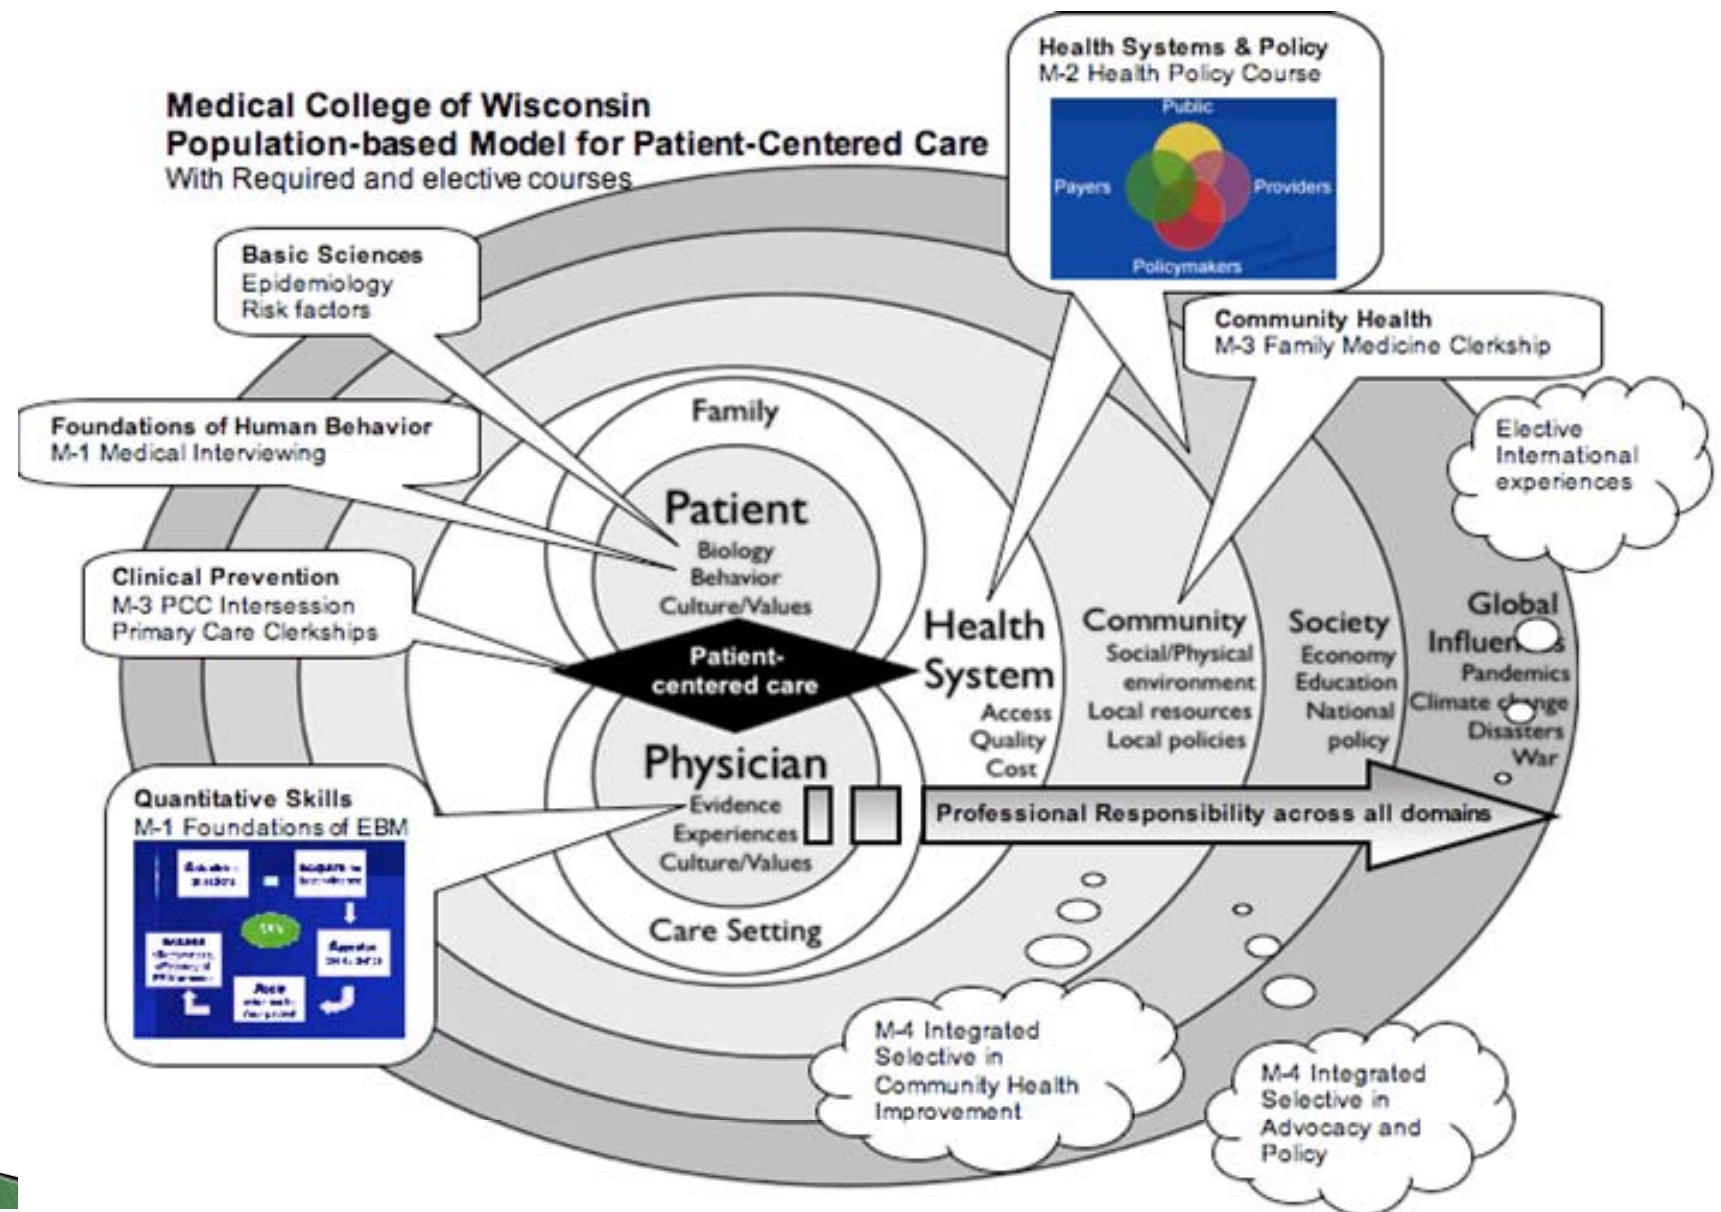 Medical College of Wisconsin
Population-based Model for Patient-Centered Care
With Required and elective courses
Health Systems & Policy
M-2 Health Policy Course
Public
Payers
Providers
Policymakers
Basic Sciences
Epidemiology
Risk factors
Community Health
M-3 Family Medicine Clerkship
Foundations of Human Behavior
M-1 Medical Interviewing
Elective
International
experiences
Clinical Prevention
M-3 PCC Intersession
Primary Care Clerkships
Family
Patient
Biology
Behavior
Culture/Values
Patient-
centered care
Physician
Evidence
Experiences
Culture/Values
Care Setting
Health
System
Access
Quality
Cost
Community
Social/Physical
environment
Local resources
Local policies
Society
Economy
Education
National
policy
Global
Influences
Pandemics
Climate change
Disasters
War
Professional Responsibility across all domains
Quantitative Skills
M-1 Foundations of EBM
M-4 Integrated
Selective in
Community Health
Improvement
M-4 Integrated
Selective in
Advocacy and
Policy